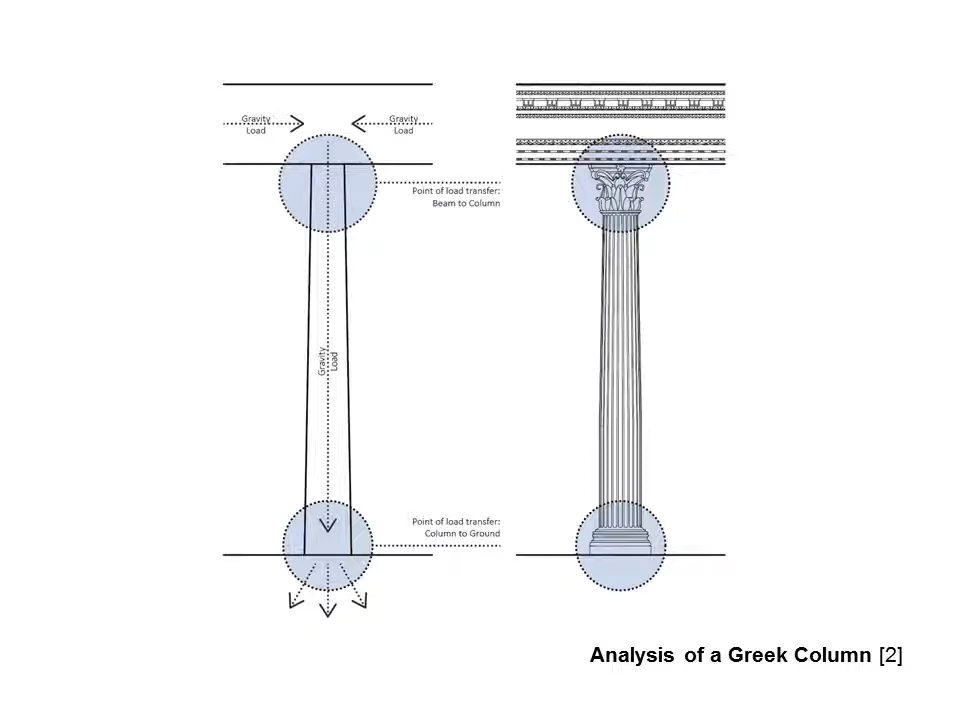 Gravity
Load
Gravity
Load
Point of load transfer:
Beam to Column
Gravity
Load
Point of load transfer:
Column to Ground
Analysis of a Greek Column [2]